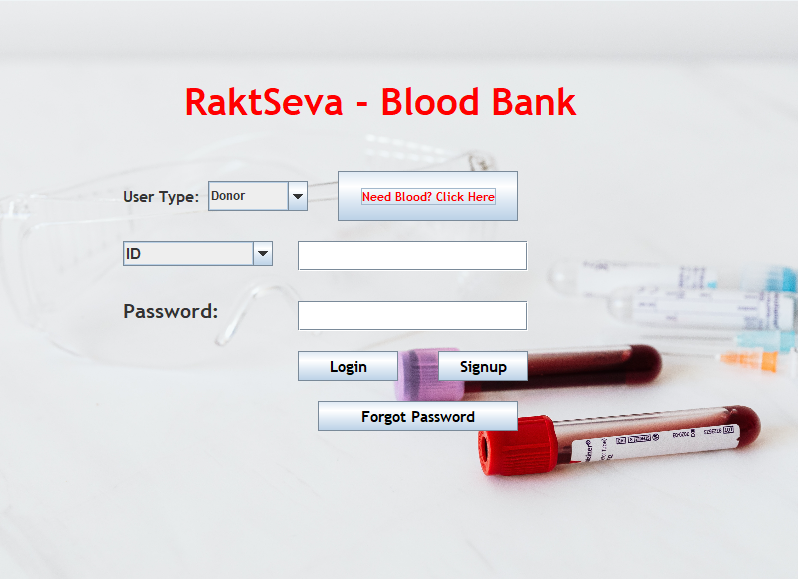 RaktSeva - Blood Bank
User Type: Donor
Need Blood? Click Here
ID
Password:
Login
Signup
Forgot Password